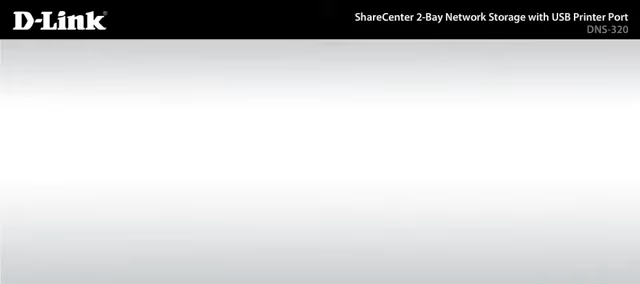 D-Link®
ShareCenter 2-Bay Network Storage with USB Printer Port
DNS-320